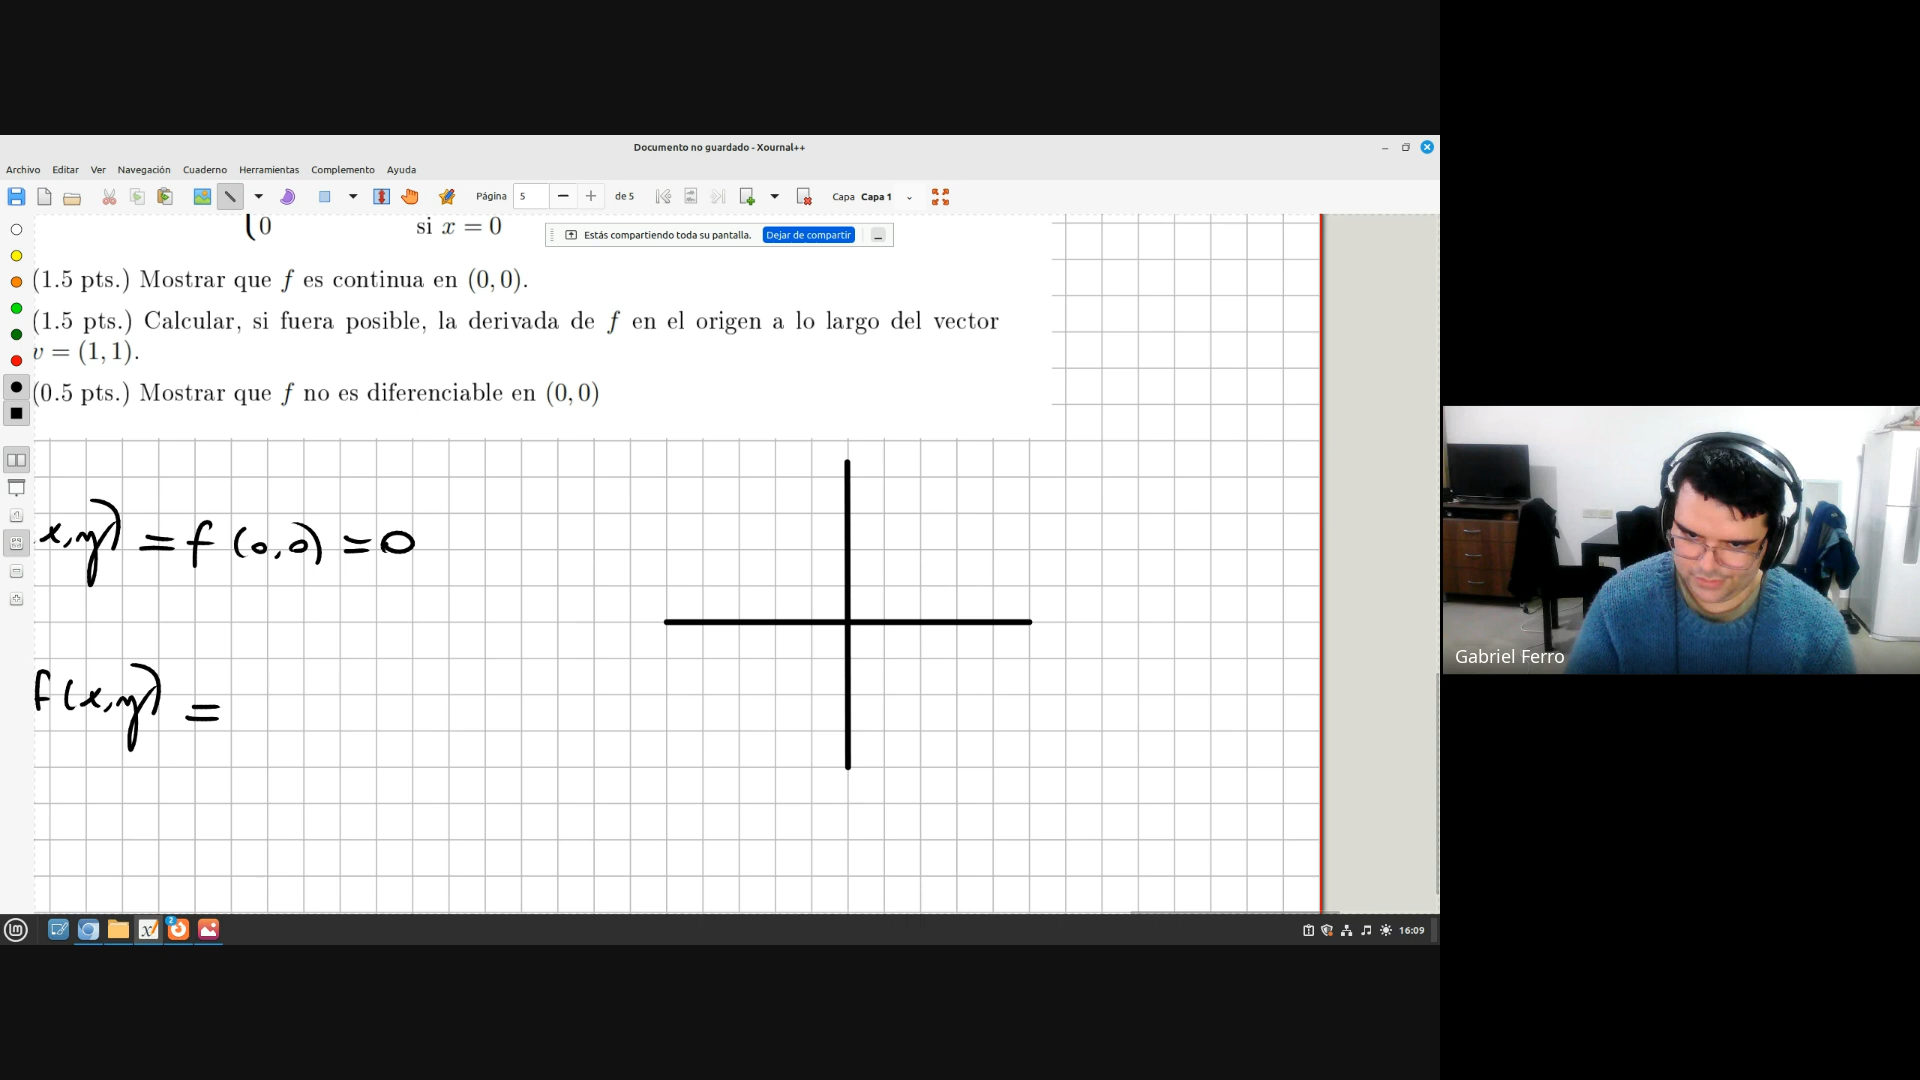 Documento no guardado - Xournal++
Archivo Editar Ver Navegación Cuaderno Herramientas Complemento Ayuda
Página 5 de 5 Capa Capa 1
{0 si x = 0
Estás compartiendo toda su pantalla. Dejar de compartir
(1.5 pts.) Mostrar que f es continua en (0, 0).
(1.5 pts.) Calcular, si fuera posible, la derivada de f en el origen a lo largo del vector
v = (1, 1).
(0.5 pts.) Mostrar que f no es diferenciable en (0, 0)
x,y) = f (0,0) = 0
f(x,y) =
Gabriel Ferro
2
16:09